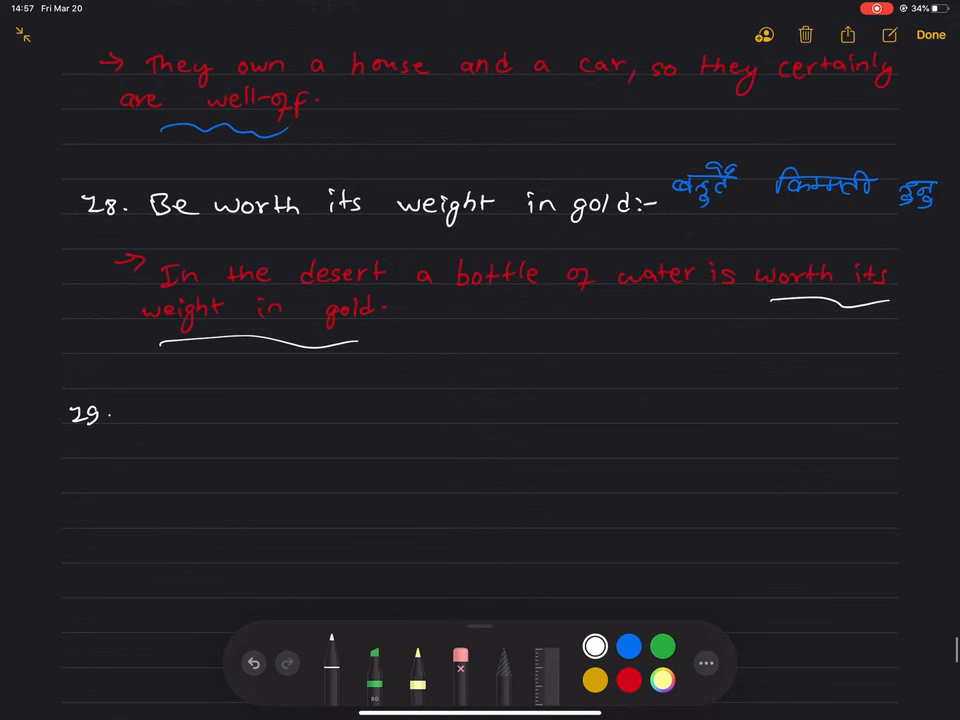 14:57 Fri Mar 20 34%
Done
→ They own a house and a car, so they certainly
are well-off.
28. Be worth its weight in gold:- बहुतै किम्मती हुनु
→ In the desert a bottle of water is worth its
weight in gold.
29.
80